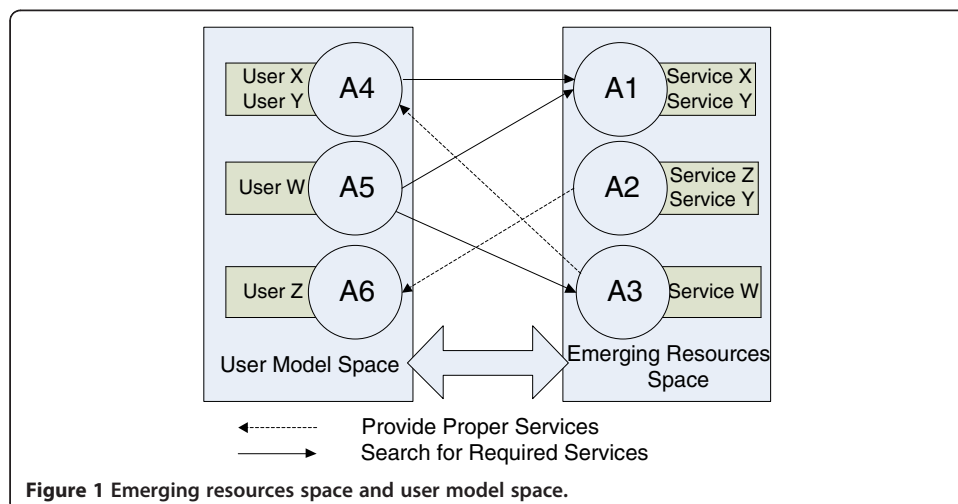 User X
User Y
A4
A1
Service X
Service Y
User W
A5
A2
Service Z
Service Y
User Z
A6
A3
Service W
User Model Space
Emerging Resources
Space
Provide Proper Services
Search for Required Services
Figure 1 Emerging resources space and user model space.